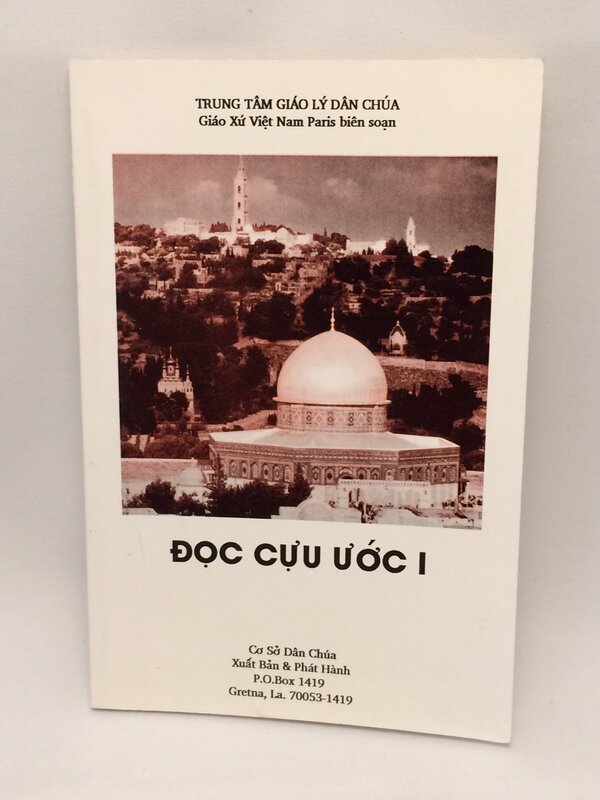 TRUNG TÂM GIÁO LÝ DÂN CHÚA
Giáo Xứ Việt Nam Paris biên soạn
ĐỌC CỰU ƯỚC I
Cơ Sở Dân Chúa
Xuất Bản & Phát Hành
P.O.Box 1419
Gretna, La. 70053-1419